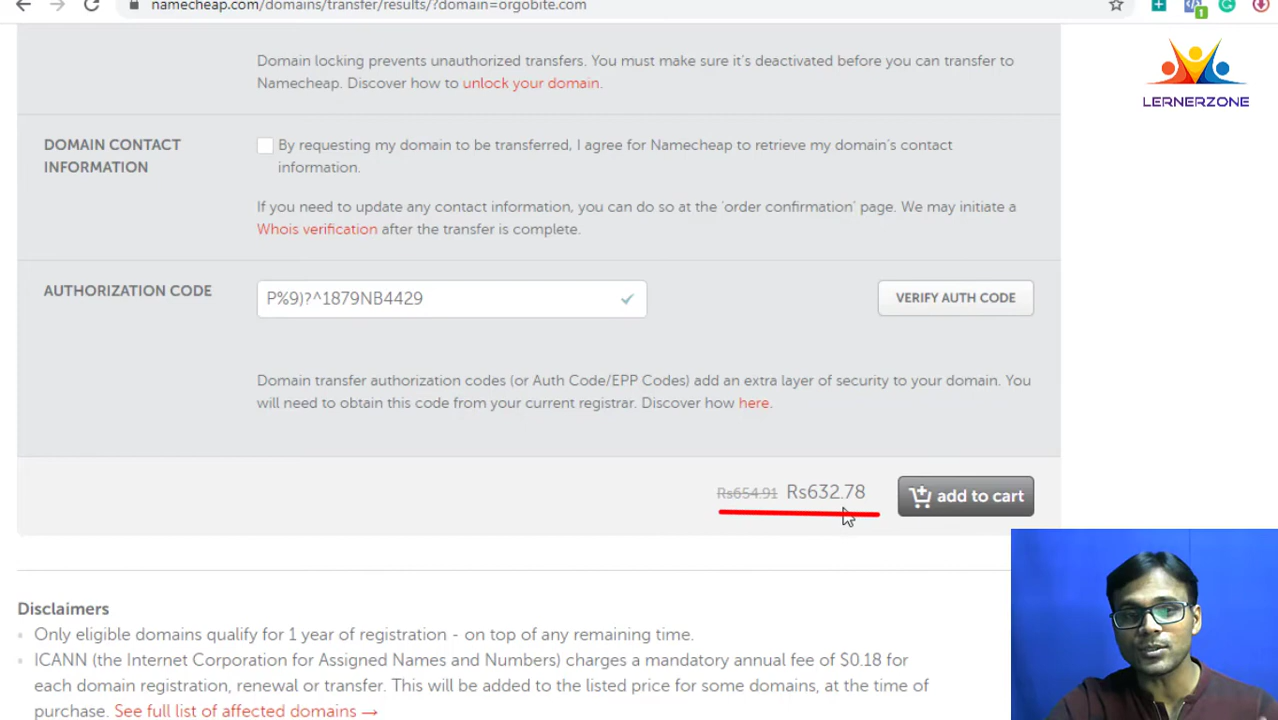 namecheap.com/domains/transfer/results/?domain=orgobite.com
1
LERNERZONE
Domain locking prevents unauthorized transfers. You must make sure it's deactivated before you can transfer to
Namecheap. Discover how to unlock your domain.
DOMAIN CONTACT
INFORMATION
By requesting my domain to be transferred, I agree for Namecheap to retrieve my domain's contact
information.
If you need to update any contact information, you can do so at the 'order confirmation' page. We may initiate a
Whois verification after the transfer is complete.
AUTHORIZATION CODE
P%9)?^1879NB4429
VERIFY AUTH CODE
Domain transfer authorization codes (or Auth Code/EPP Codes) add an extra layer of security to your domain. You
will need to obtain this code from your current registrar. Discover how here.
Rs654.91 Rs632.78
add to cart
Disclaimers
Only eligible domains qualify for 1 year of registration - on top of any remaining time.
ICANN (the Internet Corporation for Assigned Names and Numbers) charges a mandatory annual fee of $0.18 for
each domain registration, renewal or transfer. This will be added to the listed price for some domains, at the time of
purchase. See full list of affected domains →